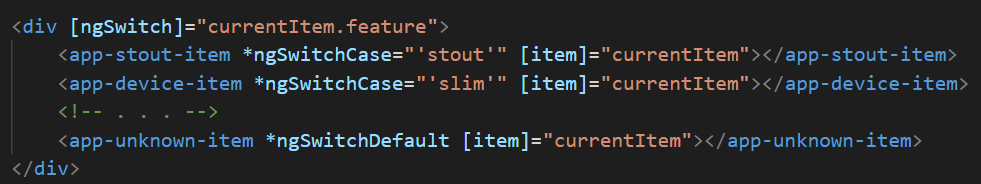 <div [ngSwitch]="currentItem.feature">
    <app-stout-item *ngSwitchCase="'stout'" [item]="currentItem"></app-stout-item>
    <app-device-item *ngSwitchCase="'slim'" [item]="currentItem"></app-device-item>
    <!-- . . . -->
    <app-unknown-item *ngSwitchDefault [item]="currentItem"></app-unknown-item>
</div>